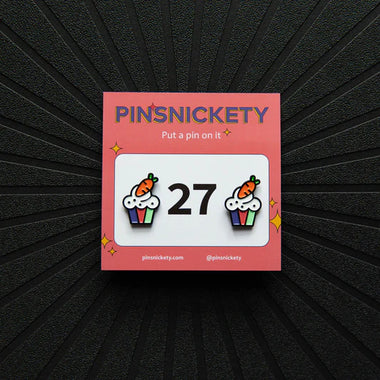 PINSNICKETY
Put a pin on it
27
pinsnickety.com @pinsnickety